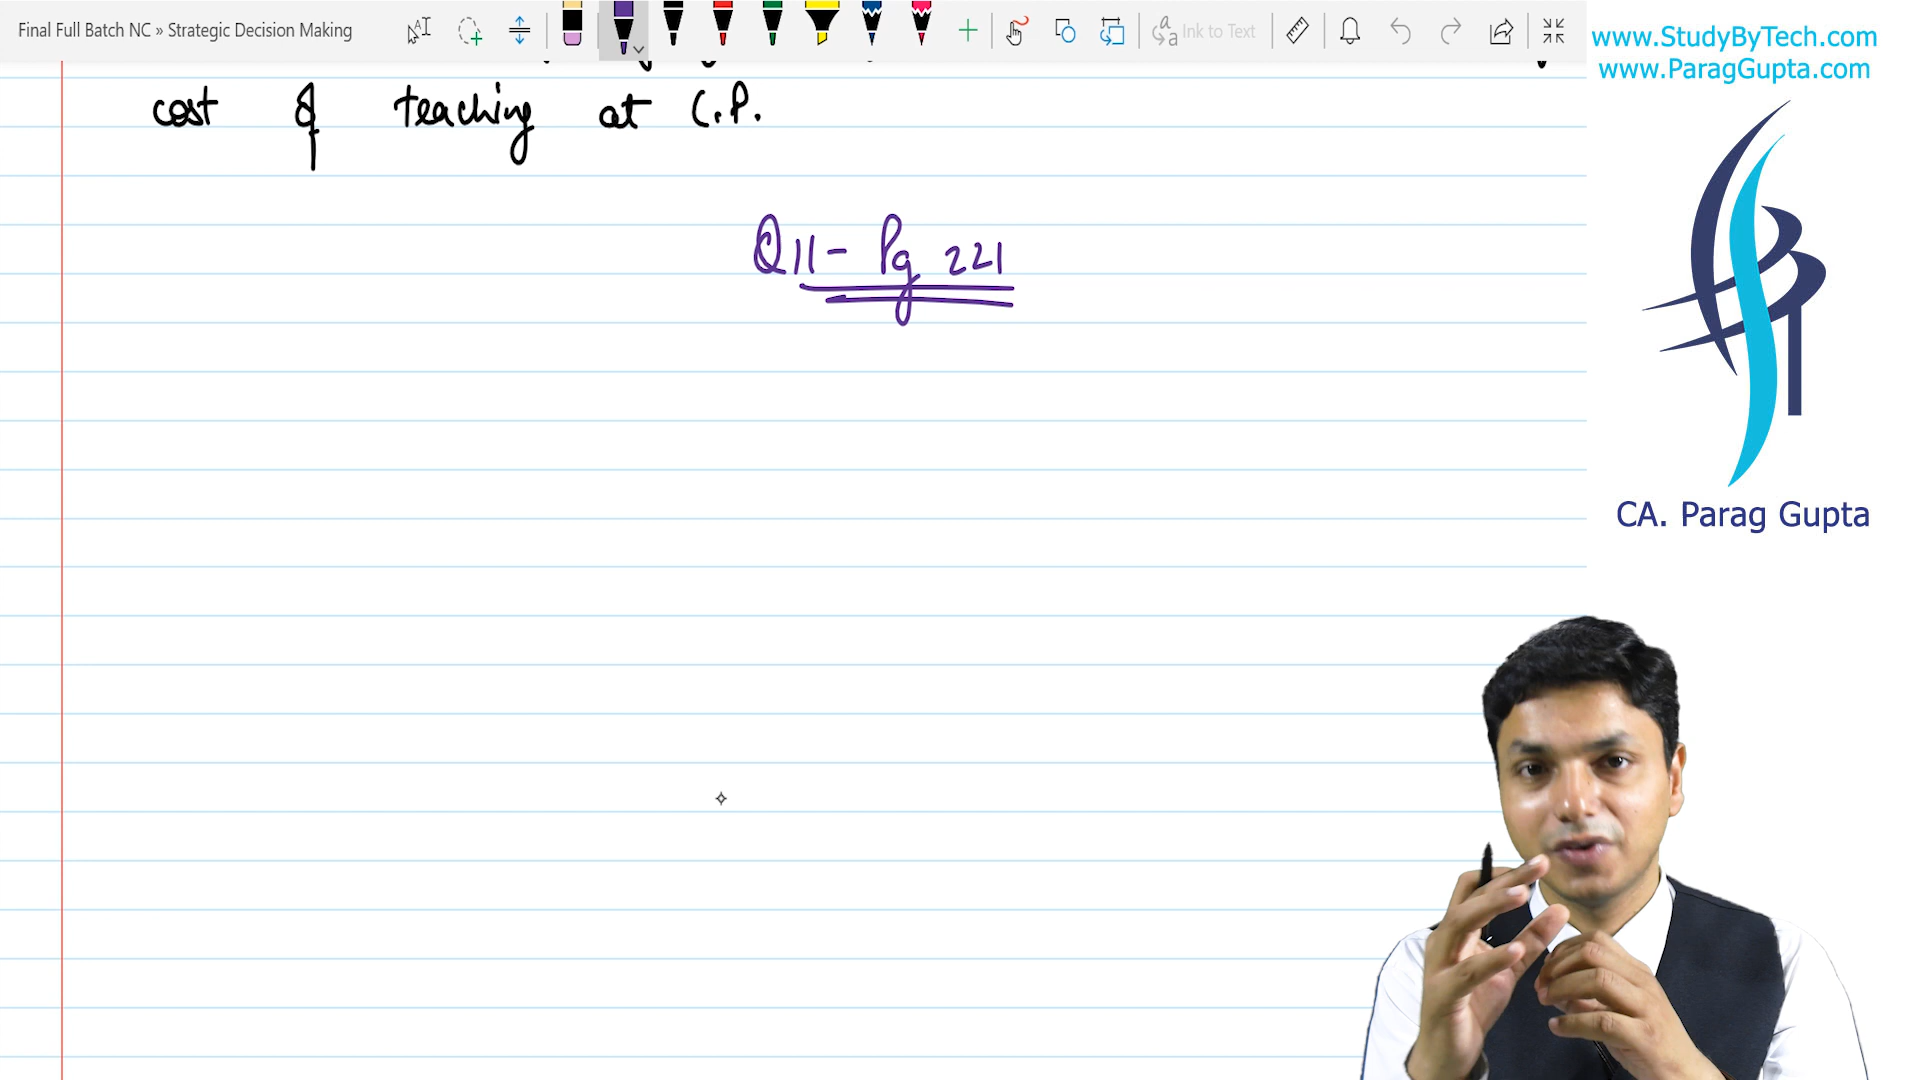 Final Full Batch NC » Strategic Decision Making
Ink to Text
www.StudyByTech.com
www.ParagGupta.com
cost & teaching at C.P.
Q11- Pg 221
CA. Parag Gupta